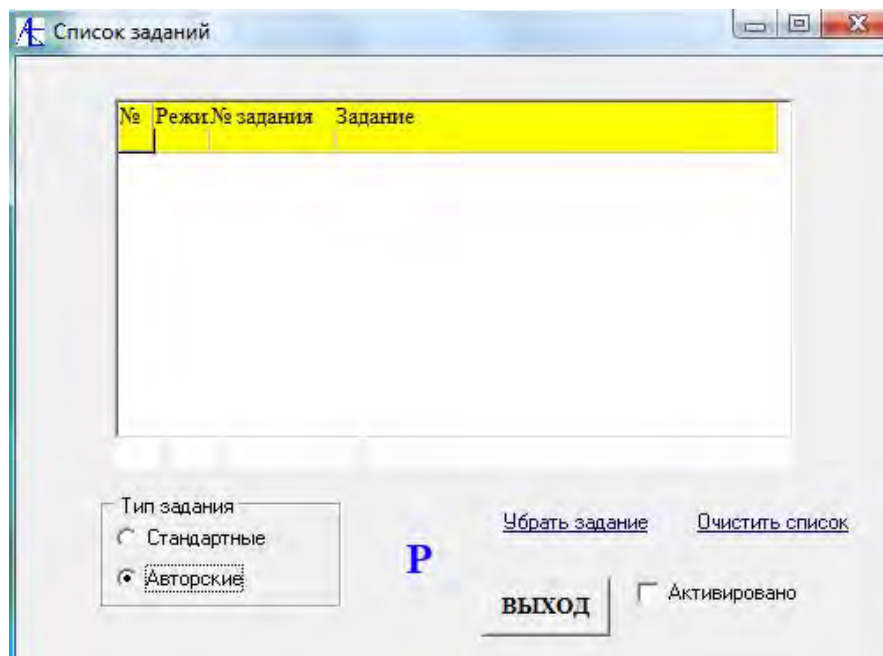 Список заданий
№ Режи № задания Задание
Тип задания
Стандартные
Авторские
Р
Убрать задание Очистить список
ВЫХОД
Активировано